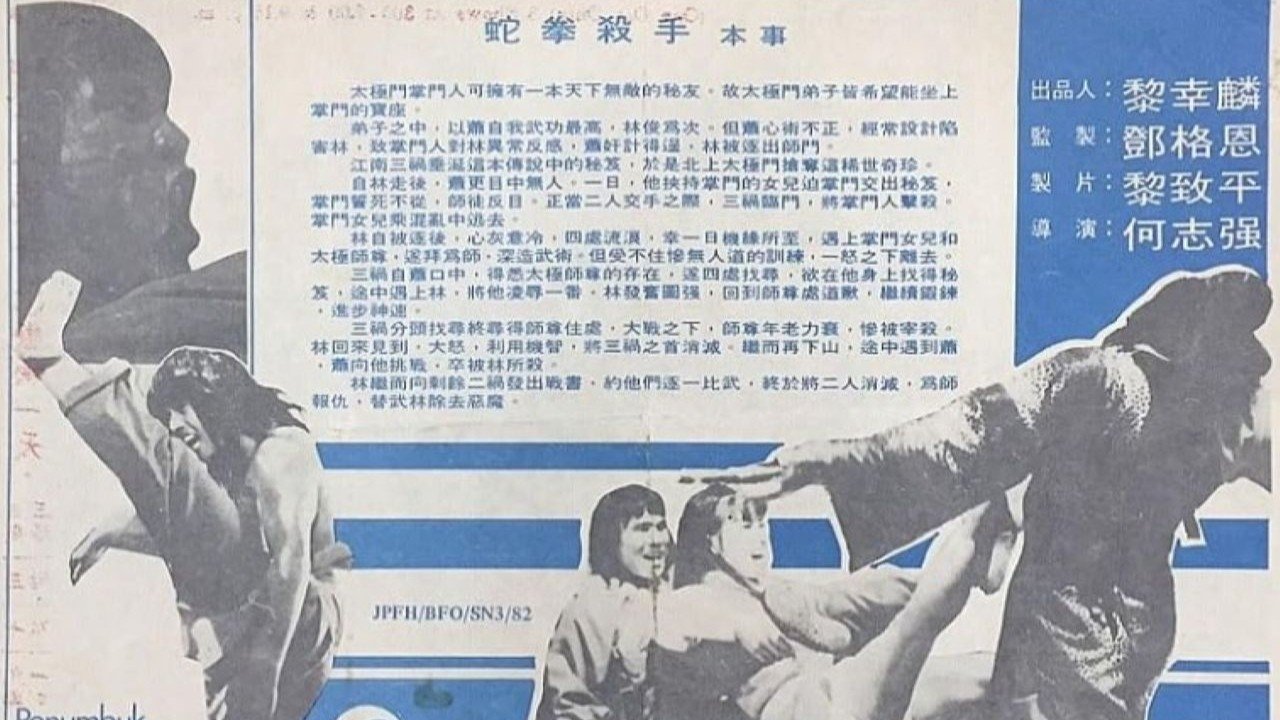 蛇拳殺手 本事
太極門掌門人可擁有一本天下無敵的秘友。故太極門弟子皆希望能坐上
掌門的寶座。
弟子之中，以蕭自我武功最高，林俊爲次。但蕭心術不正，經常設計陷
害林，致掌門人對林異常反感，蕭奸計得逞，林被逐出師門。
江南三禍垂涎這本傳說中的秘笈，於是北上太極門搶奪這稀世奇珍。
自林走後，蕭更目中無人。一日，他挾持掌門的女兒迫掌門交出秘笈，
掌門誓死不從，師徒反目。正當二人交手之際，三禍臨門，將掌門人擊殺。
掌門女兒乘混亂中逃去。
林自被逐後，心灰意冷，四處流浪，幸一日機緣所至，遇上掌門女兒和
太極師尊，遂拜爲師，深造武術。但受不住慘無人道的訓練，一怒之下離去。
三禍自蕭口中，得悉太極師尊的存在，遂四處找尋，欲在他身上找得秘
笈，途中遇上林，將他凌辱一番。林發奮圖强，回到師尊處道歉，繼續鍛鍊
，進步神速。
三禍分頭找尋終尋得師尊住處，大戰之下，師尊年老力衰，慘被宰殺。
林回來見到，大怒，利用機智，將三禍之首消滅。繼而再下山，途中遇到蕭
，蕭向他挑戰，卒被林所殺。
林繼而向剩餘二禍發出戰書，約他們逐一比武，終於將二人消滅，爲師
報仇，替武林除去惡魔。
出品人：黎幸麟
監 製：鄧格恩
製 片：黎致平
導 演：何志强
JPFH/BFO/SN3/82
Penumbuk